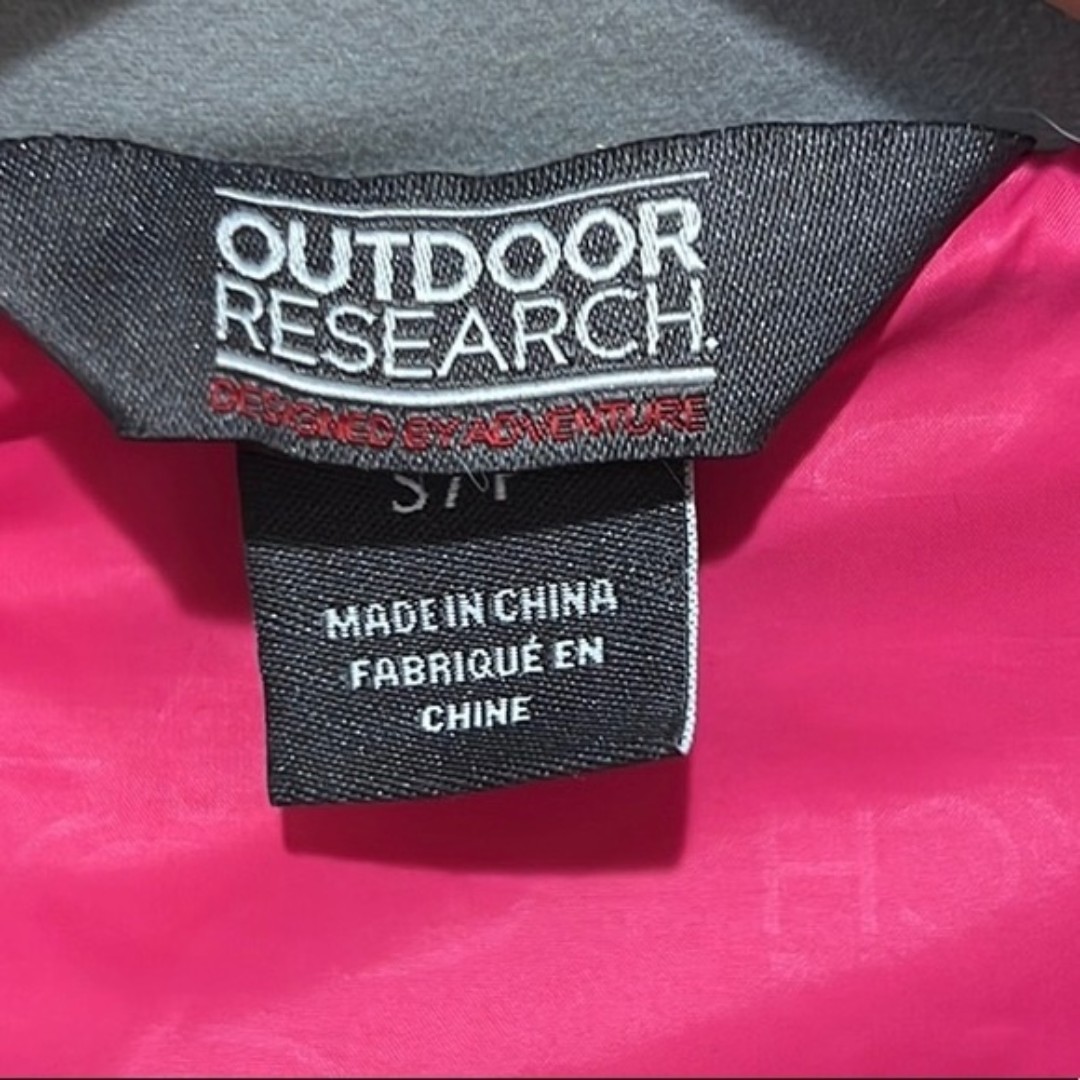 OUTDOOR
RESEARCH.
DESIGNED BY ADVENTURE
S / P
MADE IN CHINA
FABRIQUÉ EN
CHINE